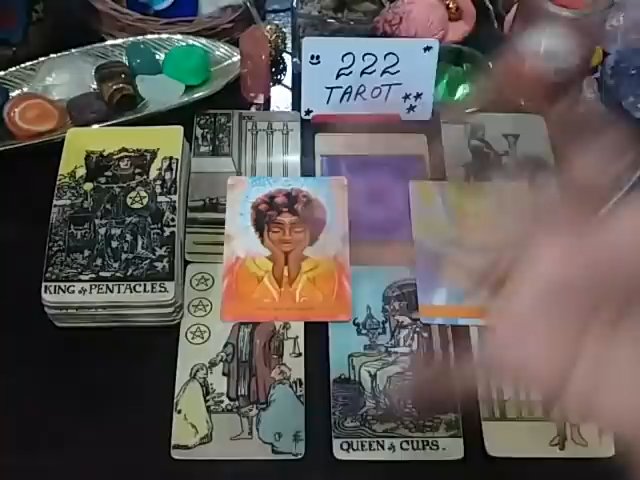 222
TAROT
KING of PENTACLES.
QUEEN of CUPS.